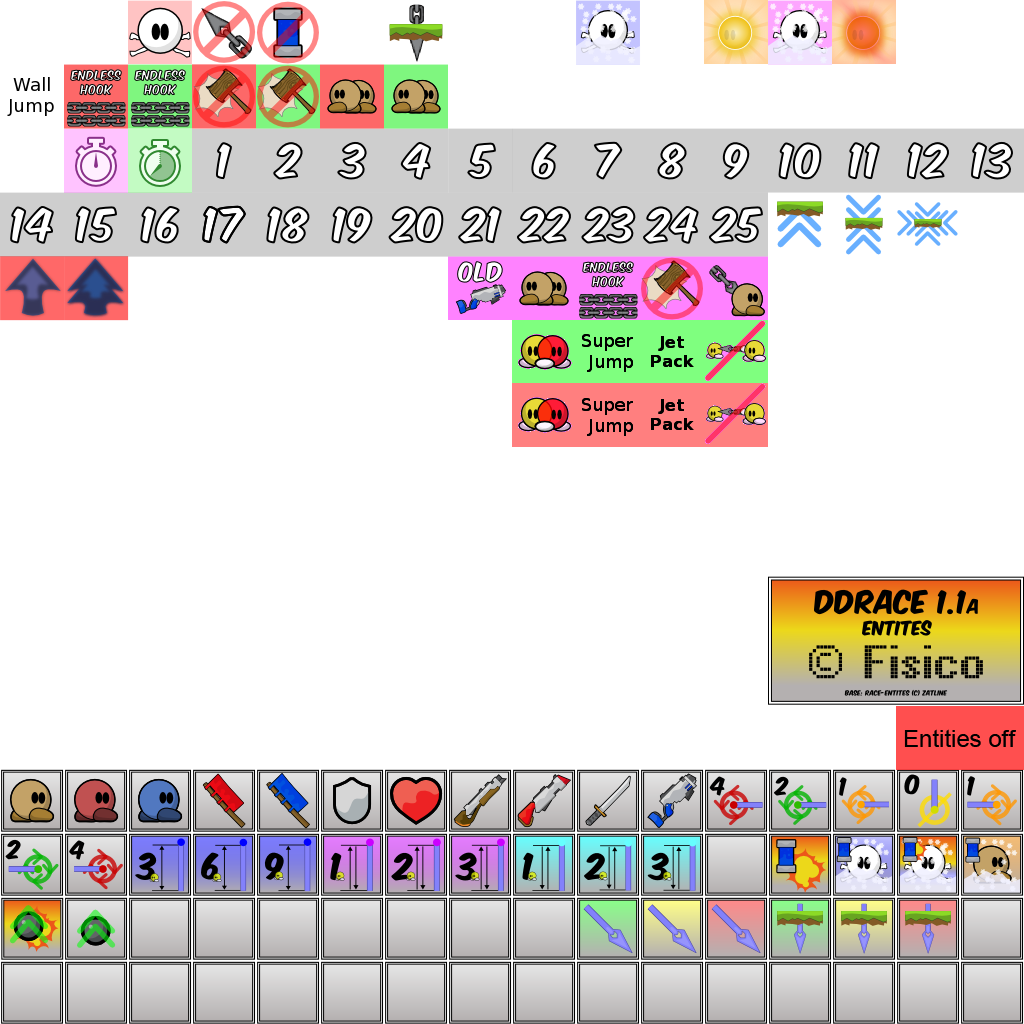 Wall
Jump
ENDLESS
HOOK
ENDLESS
HOOK
1 2 3 4 5 6 7 8 9 10 11 12 13
14 15 16 17 18 19 20 21 22 23 24 25
OLD
ENDLESS
HOOK
Super
Jump
Jet
Pack
Super
Jump
Jet
Pack
DDRACE 1.1A
ENTITES
© Fisico
BASE: RACE-ENTITES (C) ZATLINE
Entities off
4 2 1 0 1
2 4 3 6 9 1 2 3 1 2 3